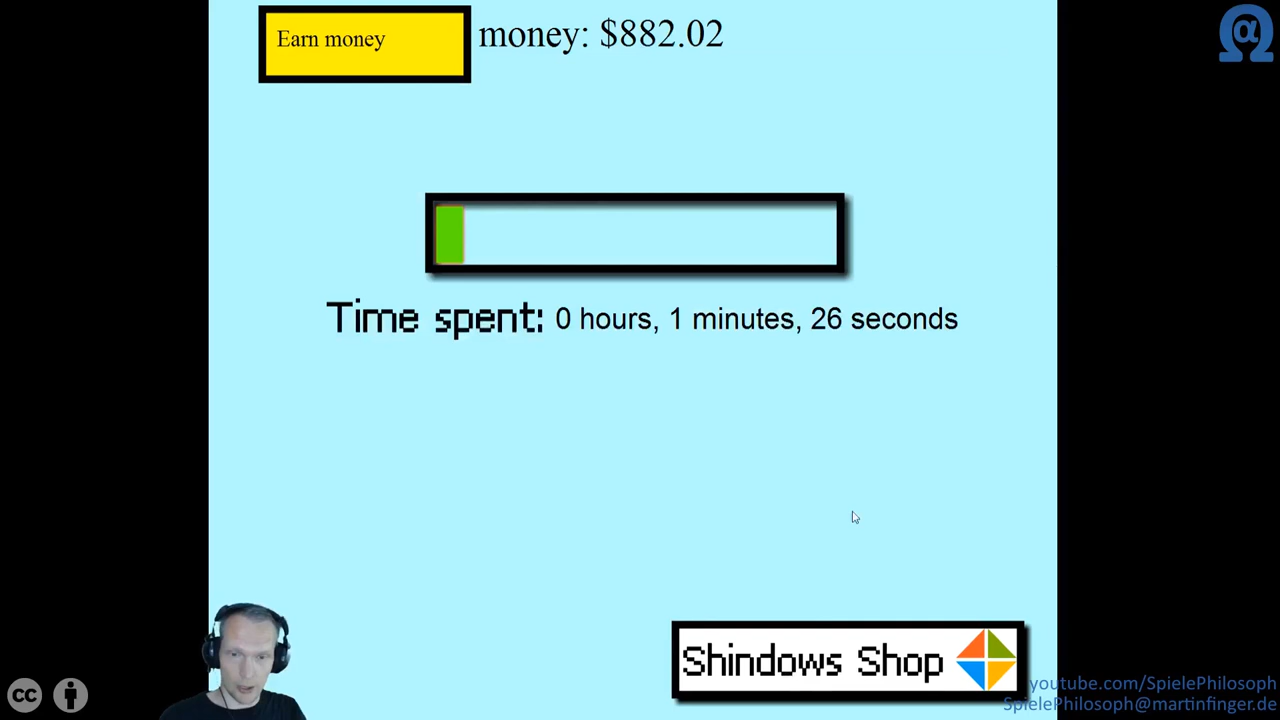 Earn money
money: $882.02
Time spent: 0 hours, 1 minutes, 26 seconds
Shindows Shop
youtube.com/SpielePhilosoph
SpielePhilosoph@martinfinger.de
cc